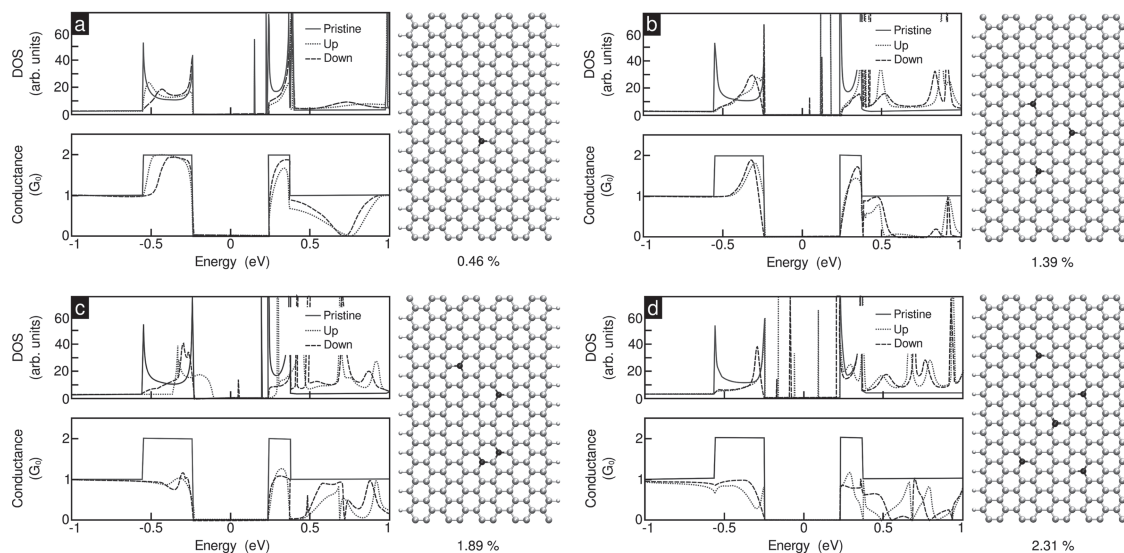 a
DOS
(arb. units)
60
40
20
Pristine
Up
Down
Conductance
(G₀)
2
1
0
-1 -0.5 0 0.5 1
Energy (eV)
0.46 %
b
DOS
(arb. units)
60
40
20
Pristine
Up
Down
Conductance
(G₀)
2
1
0
-1 -0.5 0 0.5 1
Energy (eV)
1.39 %
c
DOS
(arb. units)
60
40
20
0
Pristine
Up
Down
Conductance
(G₀)
2
1
0
-1 -0.5 0 0.5 1
Energy (eV)
1.89 %
d
DOS
(arb. units)
60
40
20
0
Pristine
Up
Down
Conductance
(G₀)
2
1
0
-1 -0.5 0 0.5 1
Energy (eV)
2.31 %